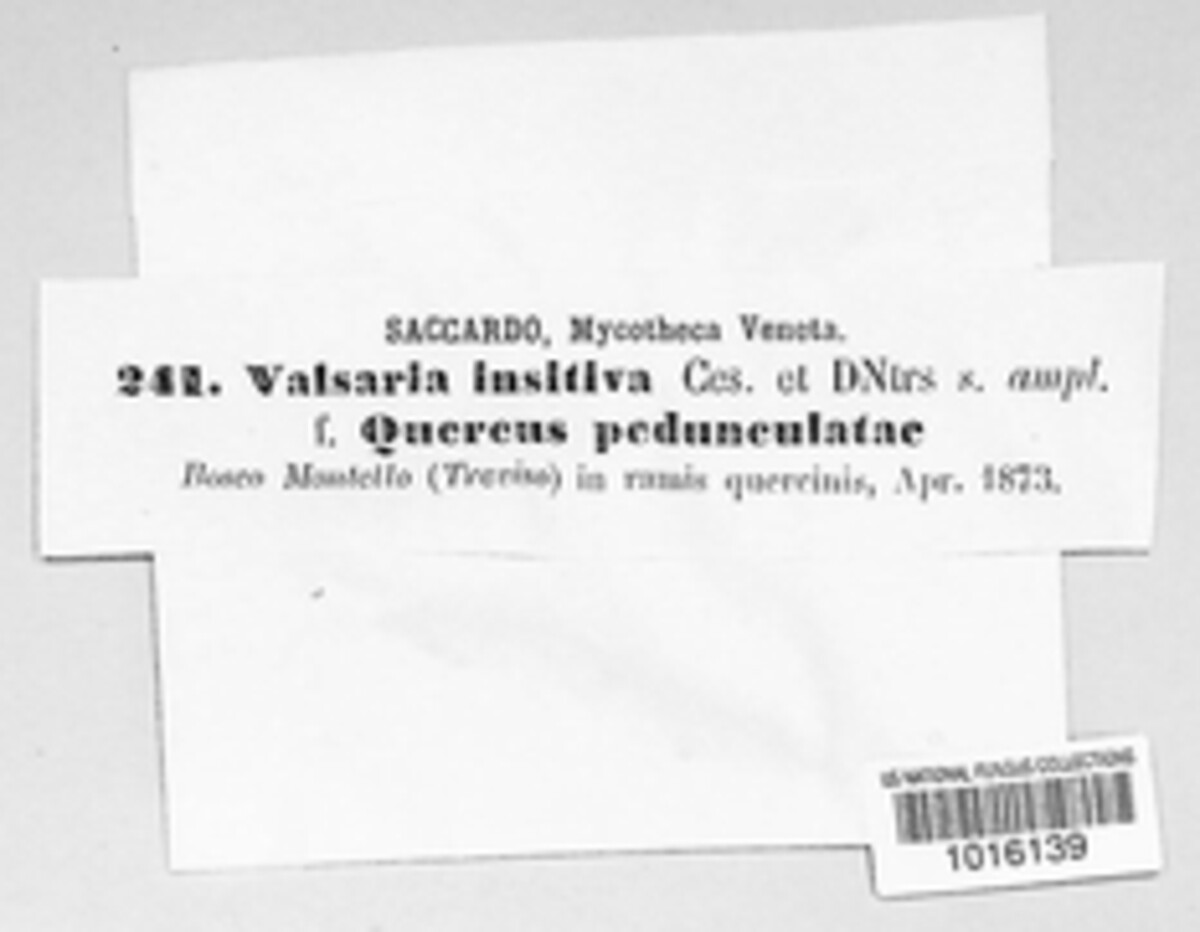 SACCARDO, Mycotheca Veneta.
241. Valsaria insitiva Ces. et DNtrs s. ampl.
f. Quercus pedunculatae
Bosco Montello (Treviso) in ramis quercinis, Apr. 1873.
US NATIONAL FUNGUS COLLECTIONS
1016139